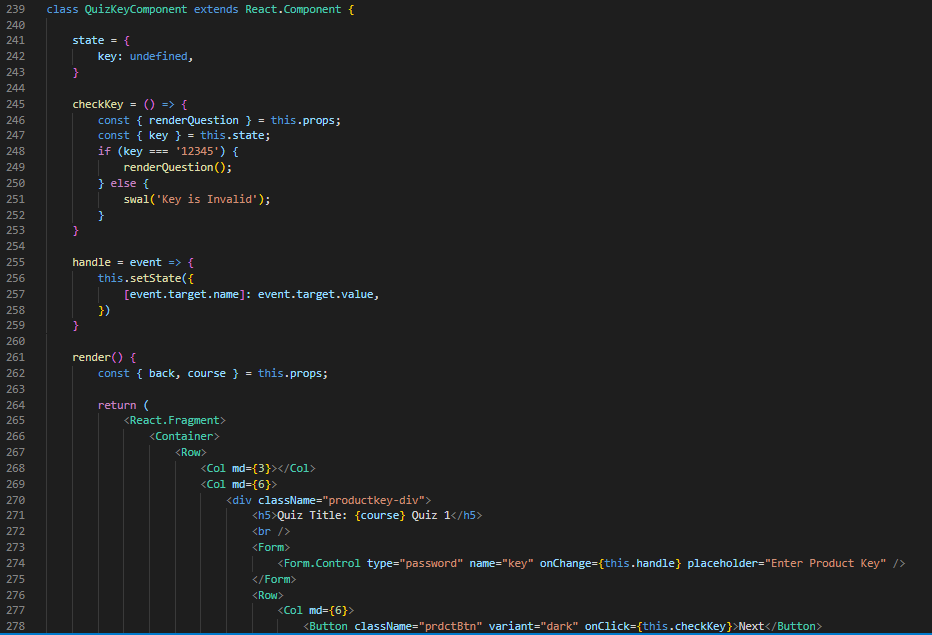 239 class QuizKeyComponent extends React.Component {
240
241 state = {
242 key: undefined,
243 }
244
245 checkKey = () => {
246 const { renderQuestion } = this.props;
247 const { key } = this.state;
248 if (key === '12345') {
249 renderQuestion();
250 } else {
251 swal('Key is Invalid');
252 }
253 }
254
255 handle = event => {
256 this.setState({
257 [event.target.name]: event.target.value,
258 })
259 }
260
261 render() {
262 const { back, course } = this.props;
263
264 return (
265 <React.Fragment>
266 <Container>
267 <Row>
268 <Col md={3}></Col>
269 <Col md={6}>
270 <div className="productkey-div">
271 <h5>Quiz Title: {course} Quiz 1</h5>
272 <br />
273 <Form>
274 <Form.Control type="password" name="key" onChange={this.handle} placeholder="Enter Product Key" />
275 </Form>
276 <Row>
277 <Col md={6}>
278 <Button className="prdctBtn" variant="dark" onClick={this.checkKey}>Next</Button>